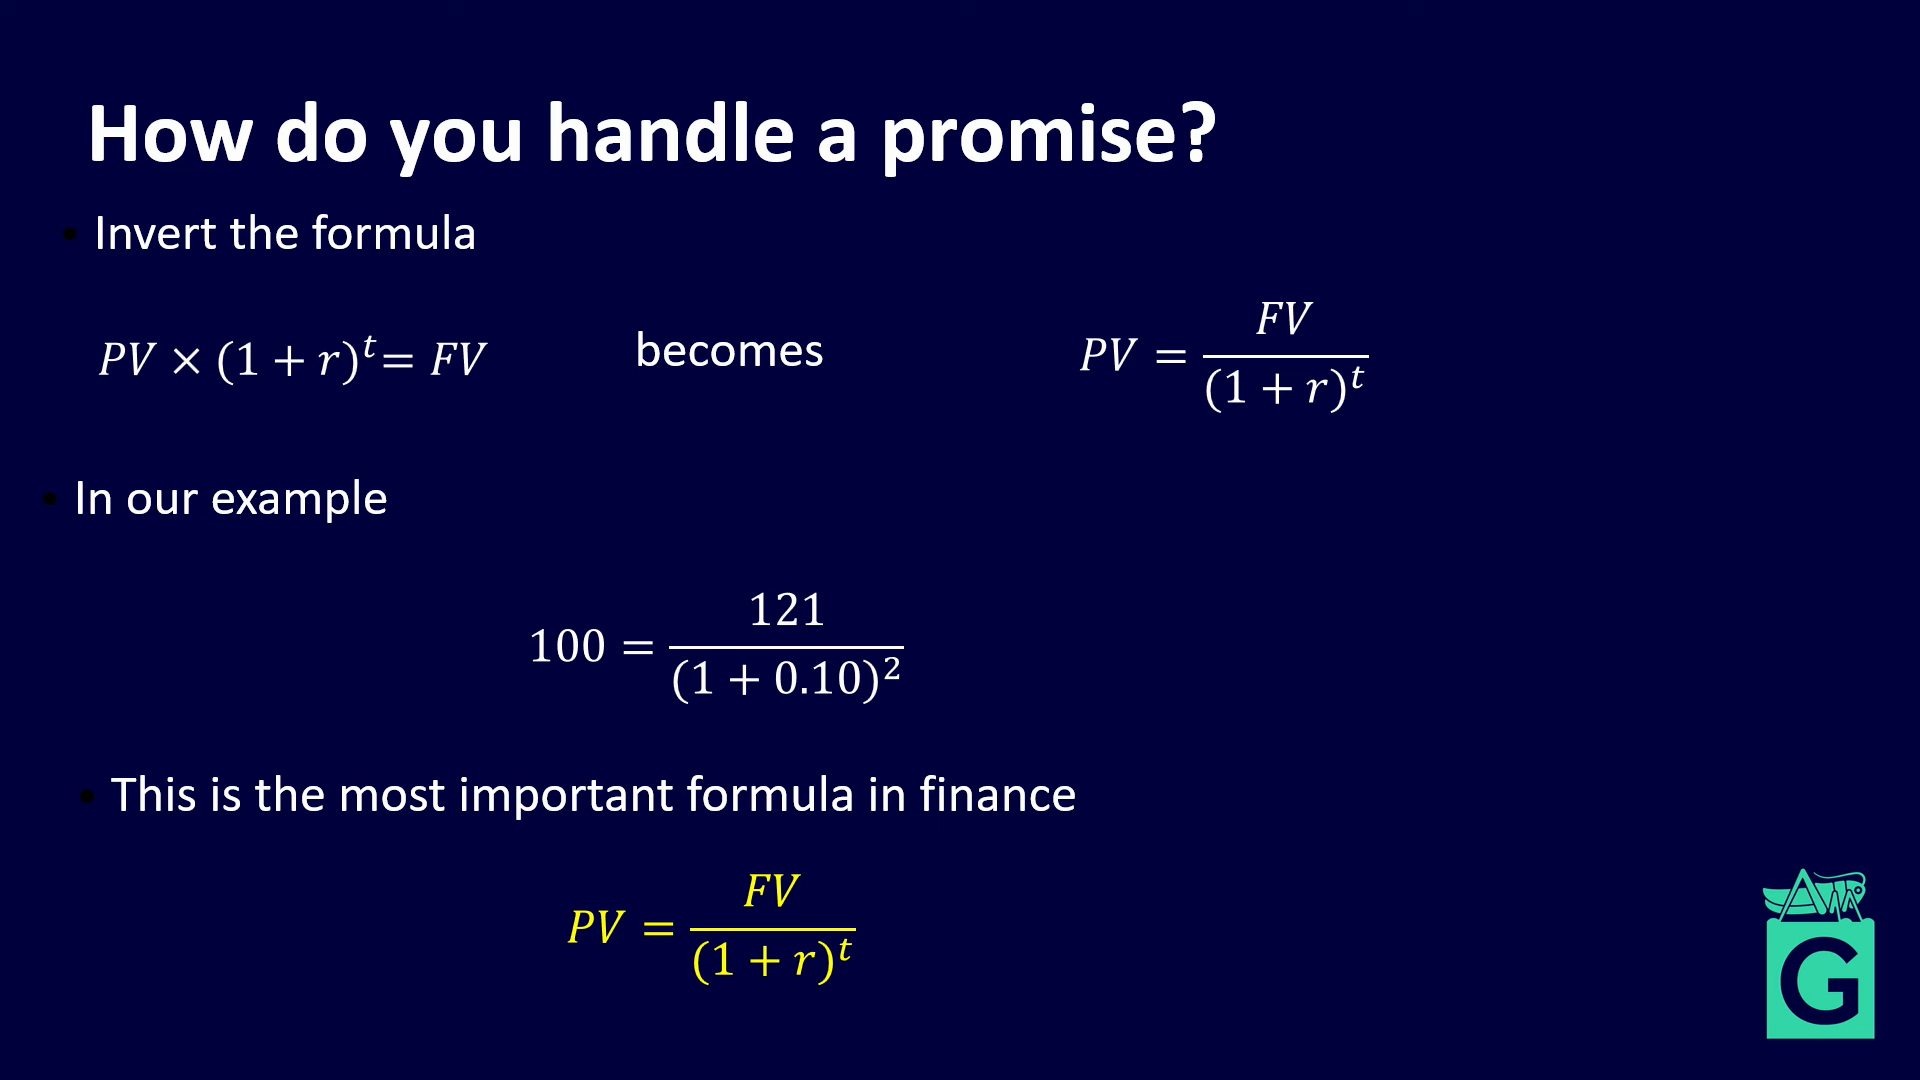 How do you handle a promise?
• Invert the formula
PV × (1 + r)^t = FV becomes PV = FV / (1 + r)^t
• In our example
100 = 121 / (1 + 0.10)^2
• This is the most important formula in finance
PV = FV / (1 + r)^t
G